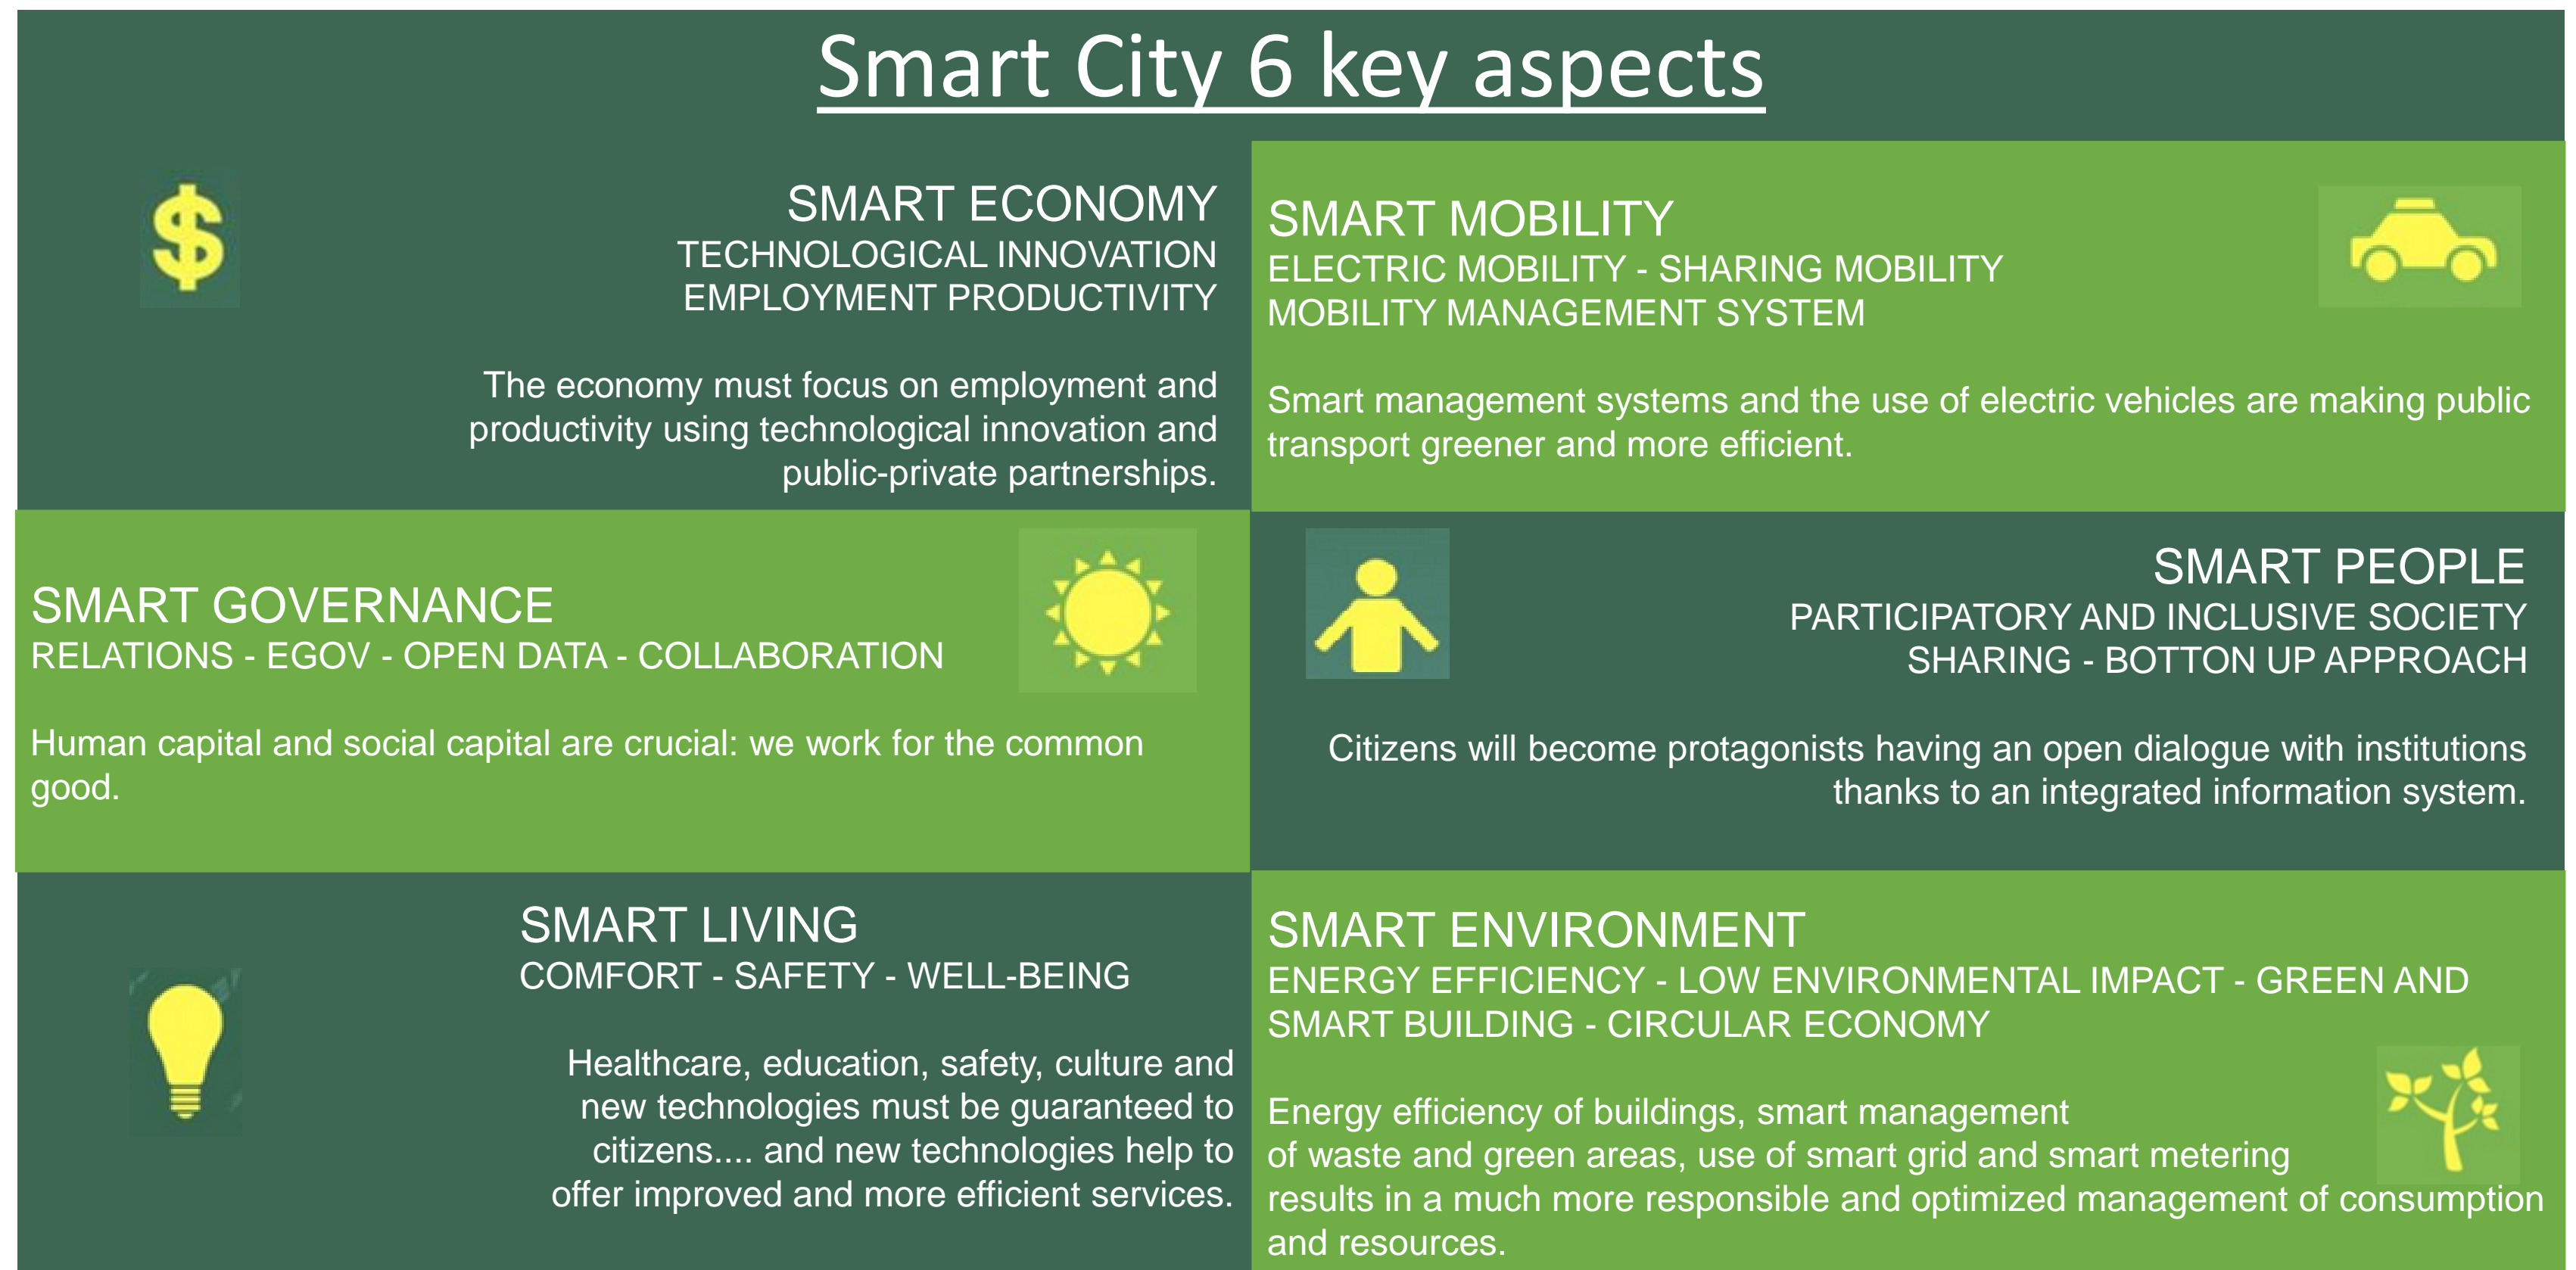 Smart City 6 key aspects
SMART ECONOMY
TECHNOLOGICAL INNOVATION
EMPLOYMENT PRODUCTIVITY
The economy must focus on employment and
productivity using technological innovation and
public-private partnerships.
SMART MOBILITY
ELECTRIC MOBILITY - SHARING MOBILITY
MOBILITY MANAGEMENT SYSTEM
Smart management systems and the use of electric vehicles are making public
transport greener and more efficient.
SMART GOVERNANCE
RELATIONS - EGOV - OPEN DATA - COLLABORATION
Human capital and social capital are crucial: we work for the common
good.
SMART PEOPLE
PARTICIPATORY AND INCLUSIVE SOCIETY
SHARING - BOTTON UP APPROACH
Citizens will become protagonists having an open dialogue with institutions
thanks to an integrated information system.
SMART LIVING
COMFORT - SAFETY - WELL-BEING
Healthcare, education, safety, culture and
new technologies must be guaranteed to
citizens.... and new technologies help to
offer improved and more efficient services.
SMART ENVIRONMENT
ENERGY EFFICIENCY - LOW ENVIRONMENTAL IMPACT - GREEN AND
SMART BUILDING - CIRCULAR ECONOMY
Energy efficiency of buildings, smart management
of waste and green areas, use of smart grid and smart metering
results in a much more responsible and optimized management of consumption
and resources.